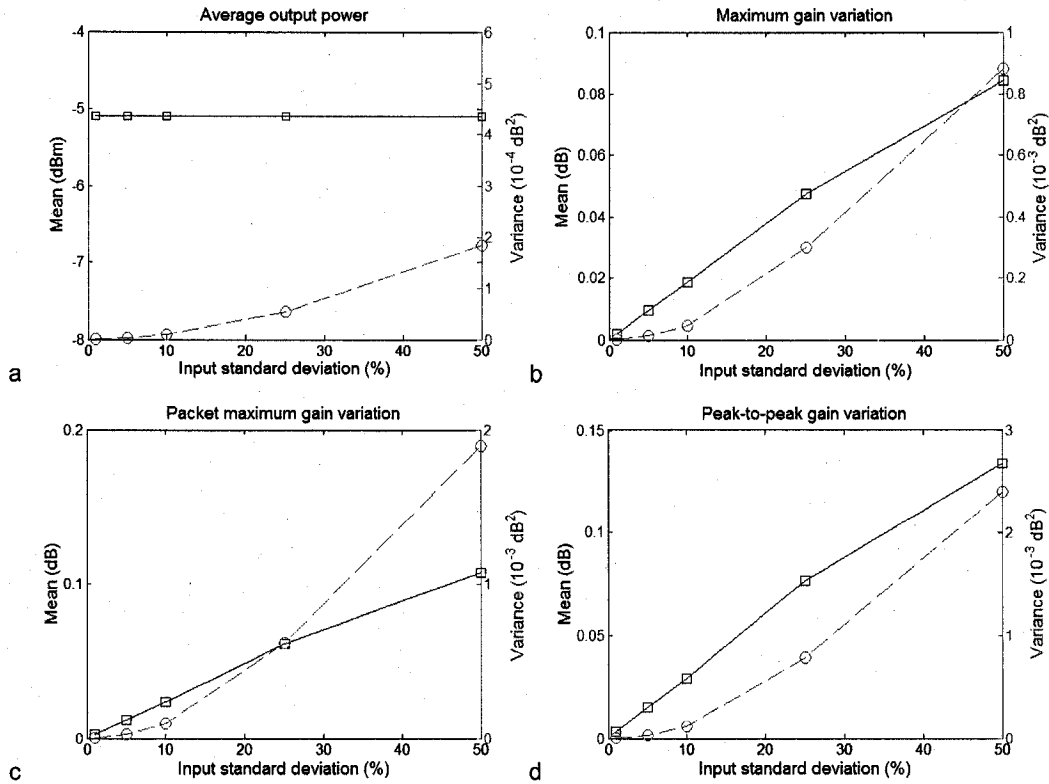 Average output power
-4
-5
-6
-7
-8
Mean (dBm)
6
5
4
3
2
1
0
Variance (10⁻⁴ dB²)
0 10 20 30 40 50
Input standard deviation (%)
a
Maximum gain variation
0.1
0.08
0.06
0.04
0.02
0
Mean (dB)
1
0.8
0.6
0.4
0.2
0
Variance (10⁻³ dB²)
0 10 20 30 40 50
Input standard deviation (%)
b
Packet maximum gain variation
0.2
0.1
0
Mean (dB)
2
1
0
Variance (10⁻³ dB²)
0 10 20 30 40 50
Input standard deviation (%)
c
Peak-to-peak gain variation
0.15
0.1
0.05
0
Mean (dB)
3
2
1
0
Variance (10⁻³ dB²)
0 10 20 30 40 50
Input standard deviation (%)
d